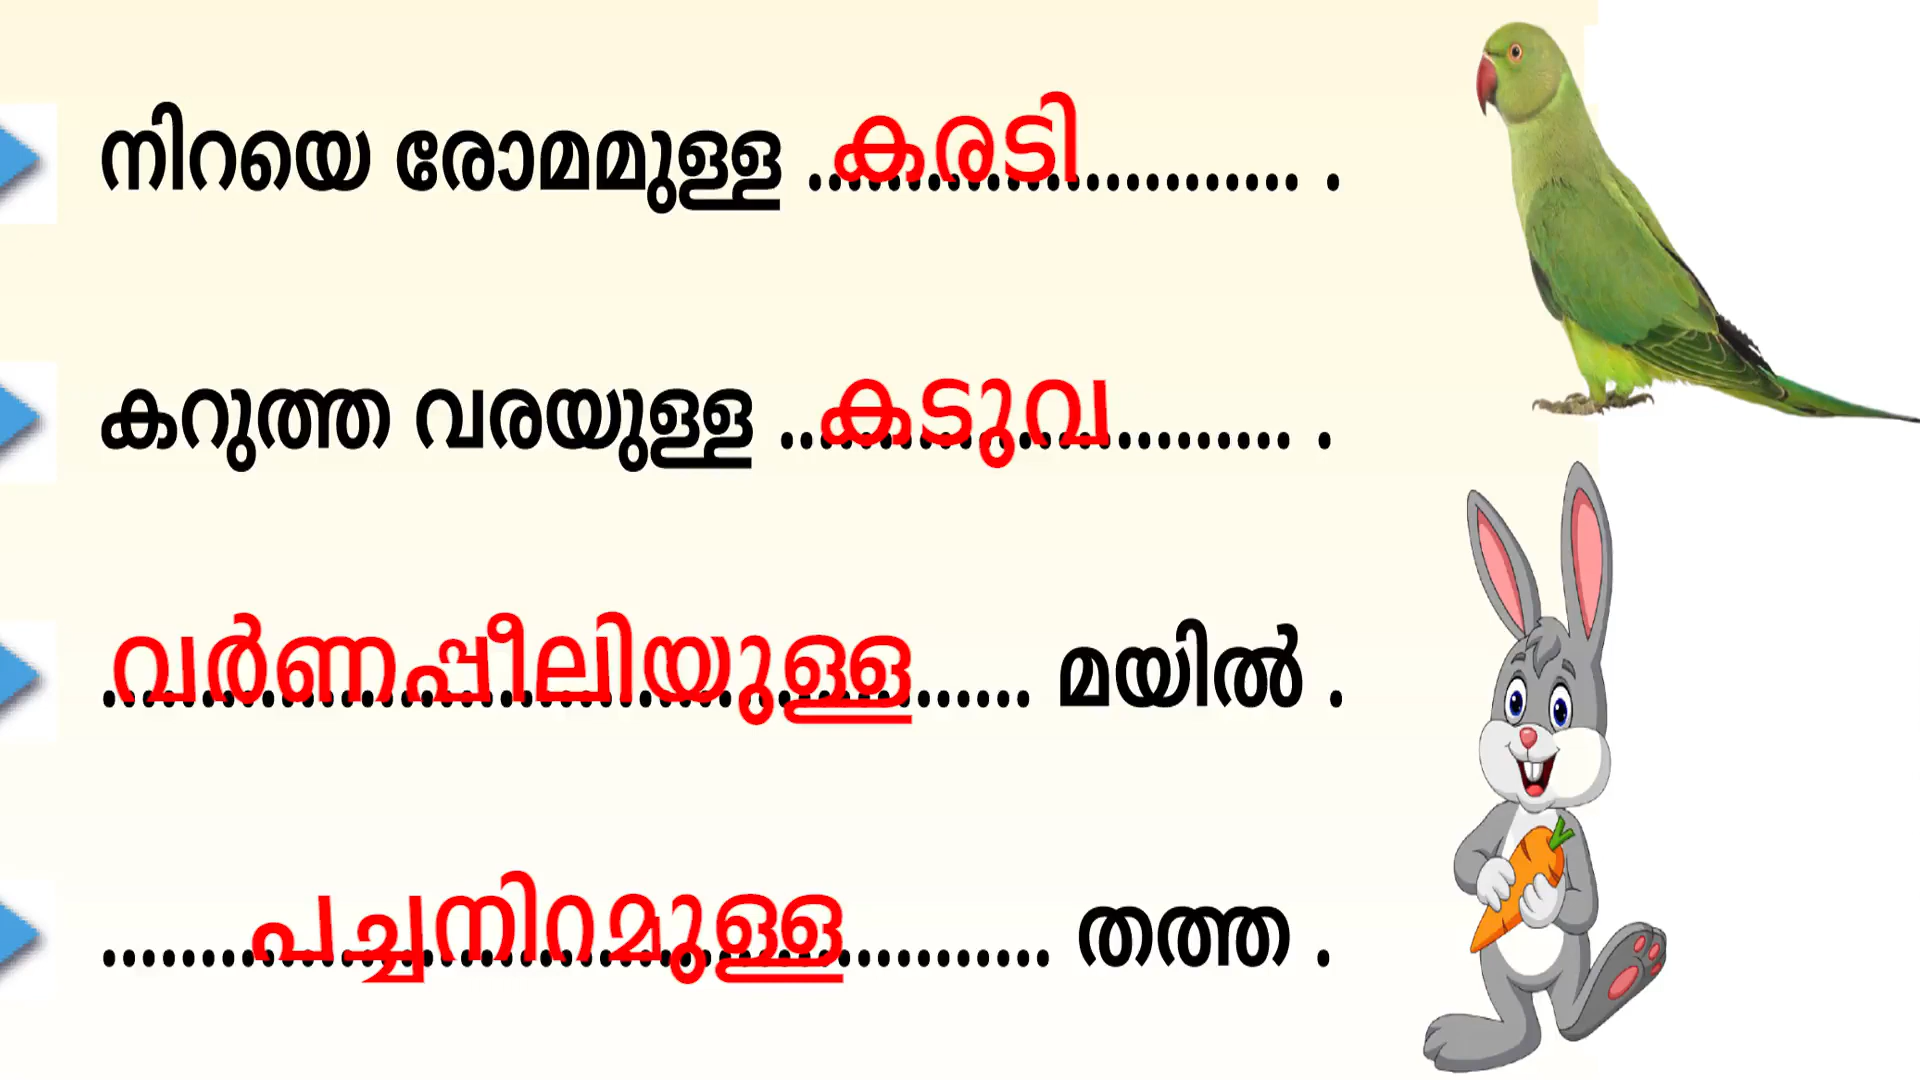 നിറയെ രോമമുള്ള ..കരടി........... .
കറുത്ത വരയുള്ള ..കടുവ......... .
വർണപ്പീലിയുള്ള...... മയിൽ .
........പച്ചനിറമുള്ള........... തത്ത .